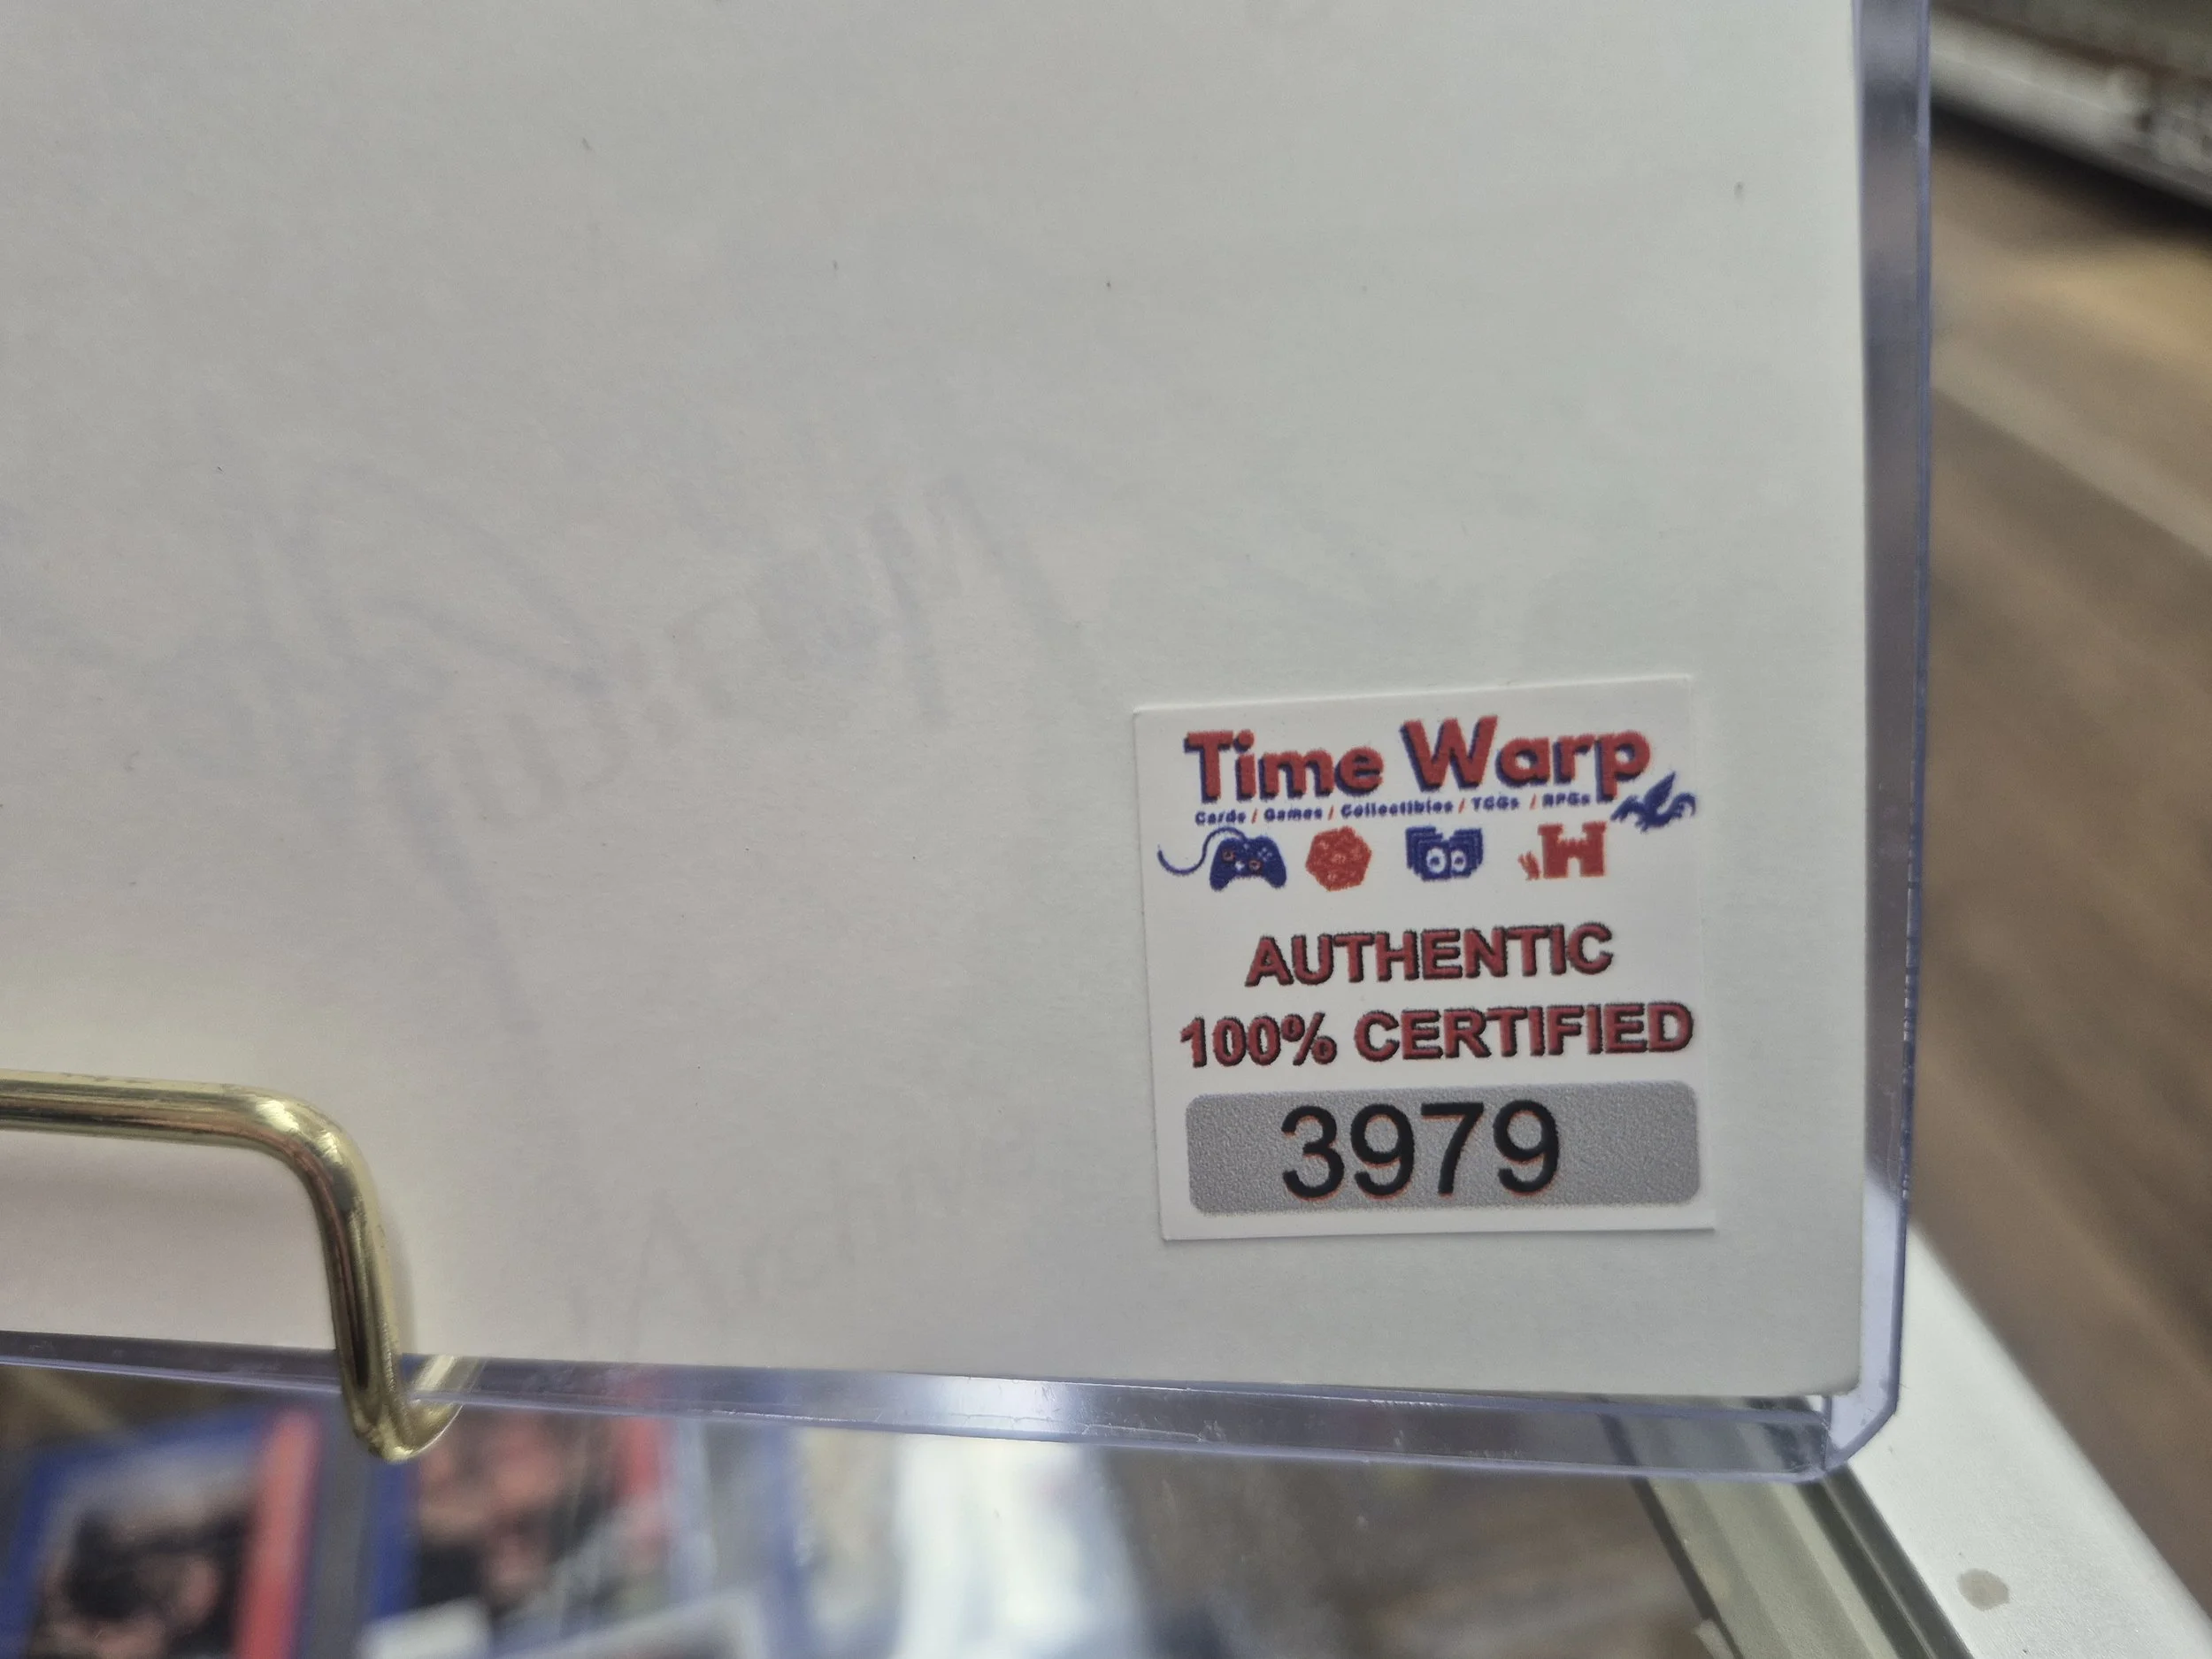 Time Warp
Cards / Games / Collectibles / TCGs / RPGs
AUTHENTIC
100% CERTIFIED
3979